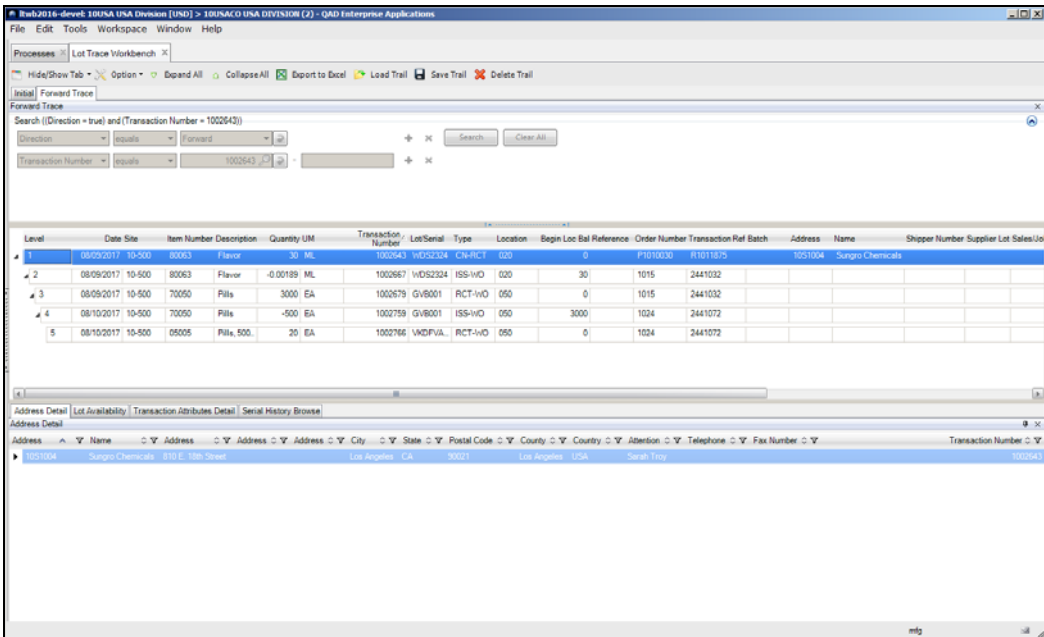 ltwb2016-devel: 10USA USA Division [USD] > 10USACO USA DIVISION (2) - QAD Enterprise Applications
File Edit Tools Workspace Window Help
Processes Lot Trace Workbench
Hide/Show Tab Option Expand All Collapse All Export to Excel Load Trail Save Trail Delete Trail
Initial Forward Trace
Forward Trace
Search ((Direction = true) and (Transaction Number = 1002643))
Direction equals Forward Search Clear All
Transaction Number equals 1002643 -
Level Date Site Item Number Description Quantity UM Transaction Number Lot/Serial Type Location Begin Loc Bal Reference Order Number Transaction Ref Batch Address Name Shipper Number Supplier Lot Sales/Jo
1 08/09/2017 10-500 80063 Flavor 30 ML 1002643 WDS2324 CN-RCT 020 0 P1010030 R1011875 10S1004 Sungro Chemicals
2 08/09/2017 10-500 80063 Flavor -0.00189 ML 1002667 WDS2324 ISS-WO 020 30 1015 2441032
3 08/09/2017 10-500 70050 Pills 3000 EA 1002679 GVB001 RCT-WO 050 0 1015 2441032
4 08/10/2017 10-500 70050 Pills -500 EA 1002759 GVB001 ISS-WO 050 3000 1024 2441072
5 08/10/2017 10-500 05005 Pills, 500... 20 EA 1002766 VKDFVA... RCT-WO 050 0 1024 2441072
Address Detail Lot Availability Transaction Attributes Detail Serial History Browse
Address Detail
Address Name Address Address Address City State Postal Code County Country Attention Telephone Fax Number Transaction Number
10S1004 Sungro Chemicals 810 E. 18th Street Los Angeles CA 90021 Los Angeles USA Sarah Troy 1002643
mfg